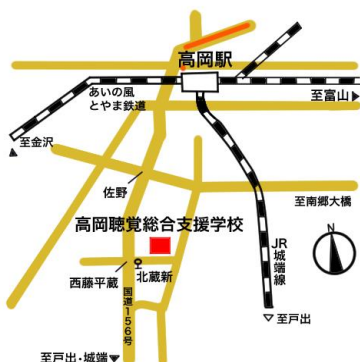 高岡駅
あいの風
とやま鉄道
至富山▶
至金沢
▲
佐野
至南郷大橋
高岡聴覚総合支援学校
N
JR城端線
西藤平蔵
北蔵新
国道156号
▽至戸出
至戸出・城端▼